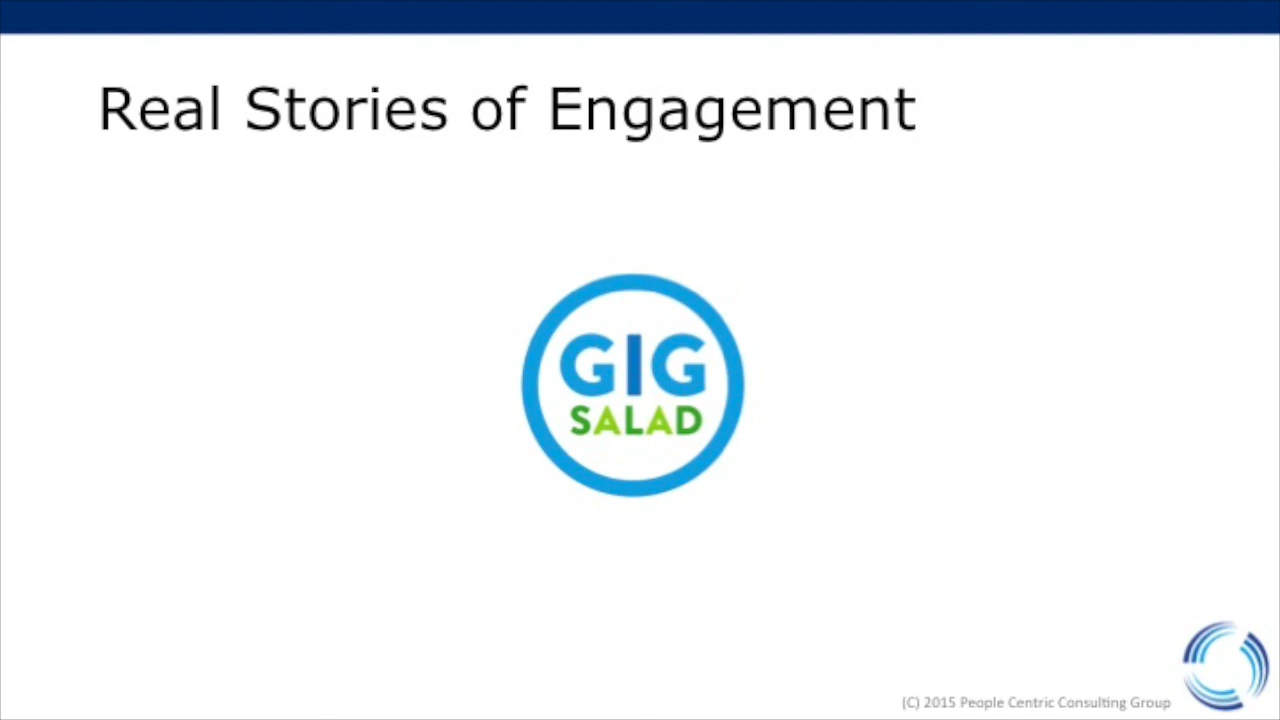 Real Stories of Engagement
GIG
SALAD
(C) 2015 People Centric Consulting Group